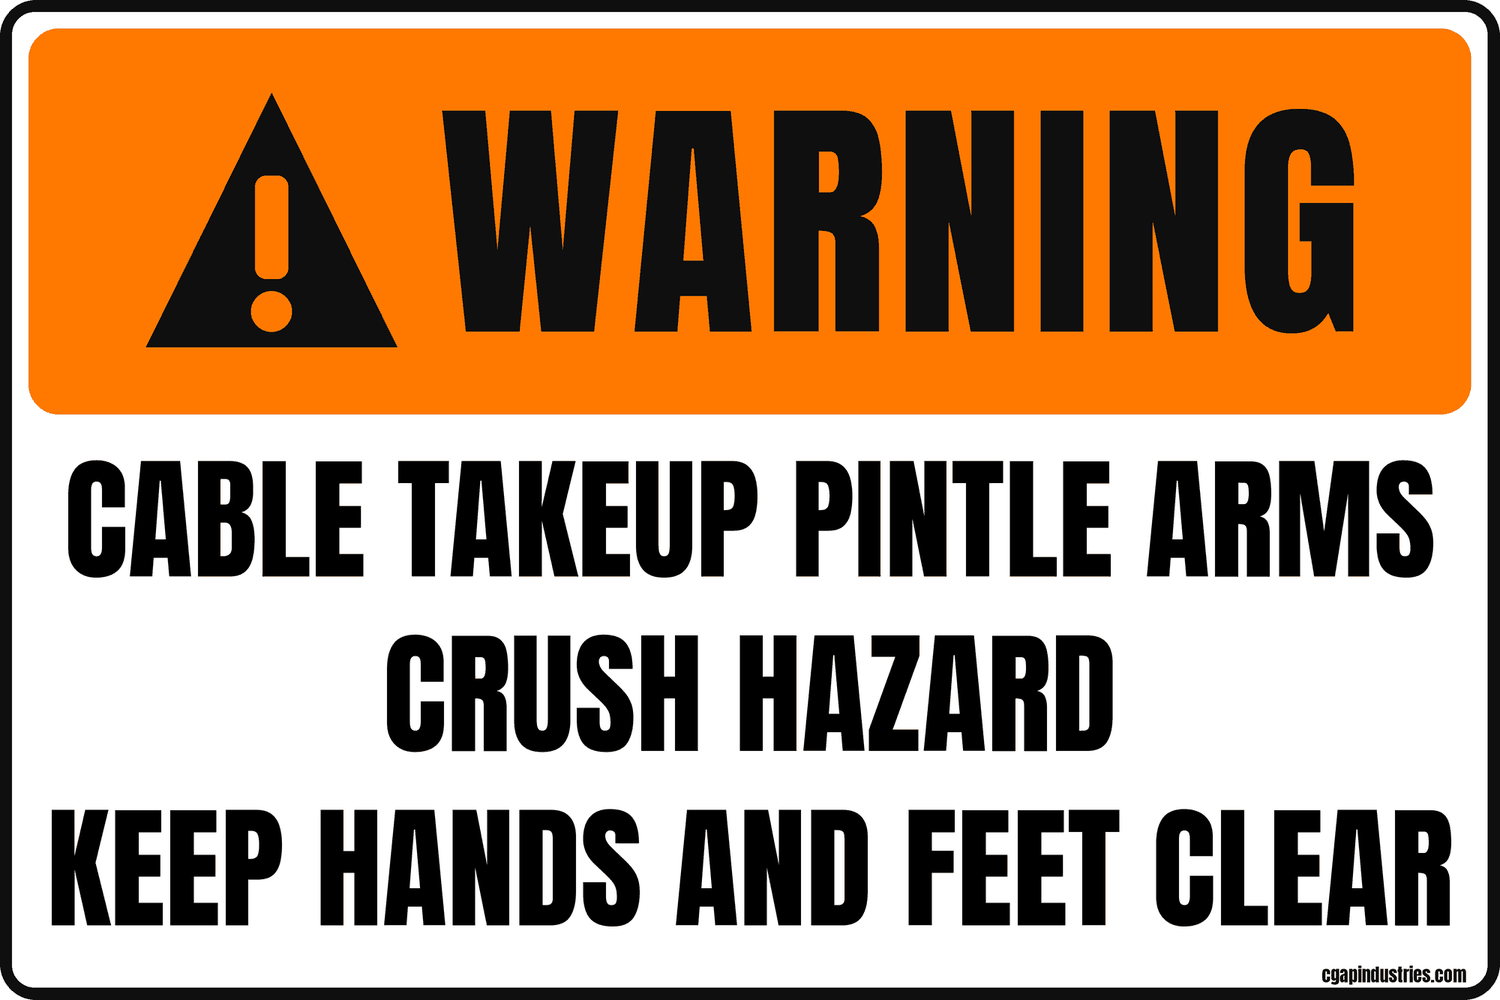 WARNING
CABLE TAKEUP PINTLE ARMS
CRUSH HAZARD
KEEP HANDS AND FEET CLEAR
cgapindustries.com